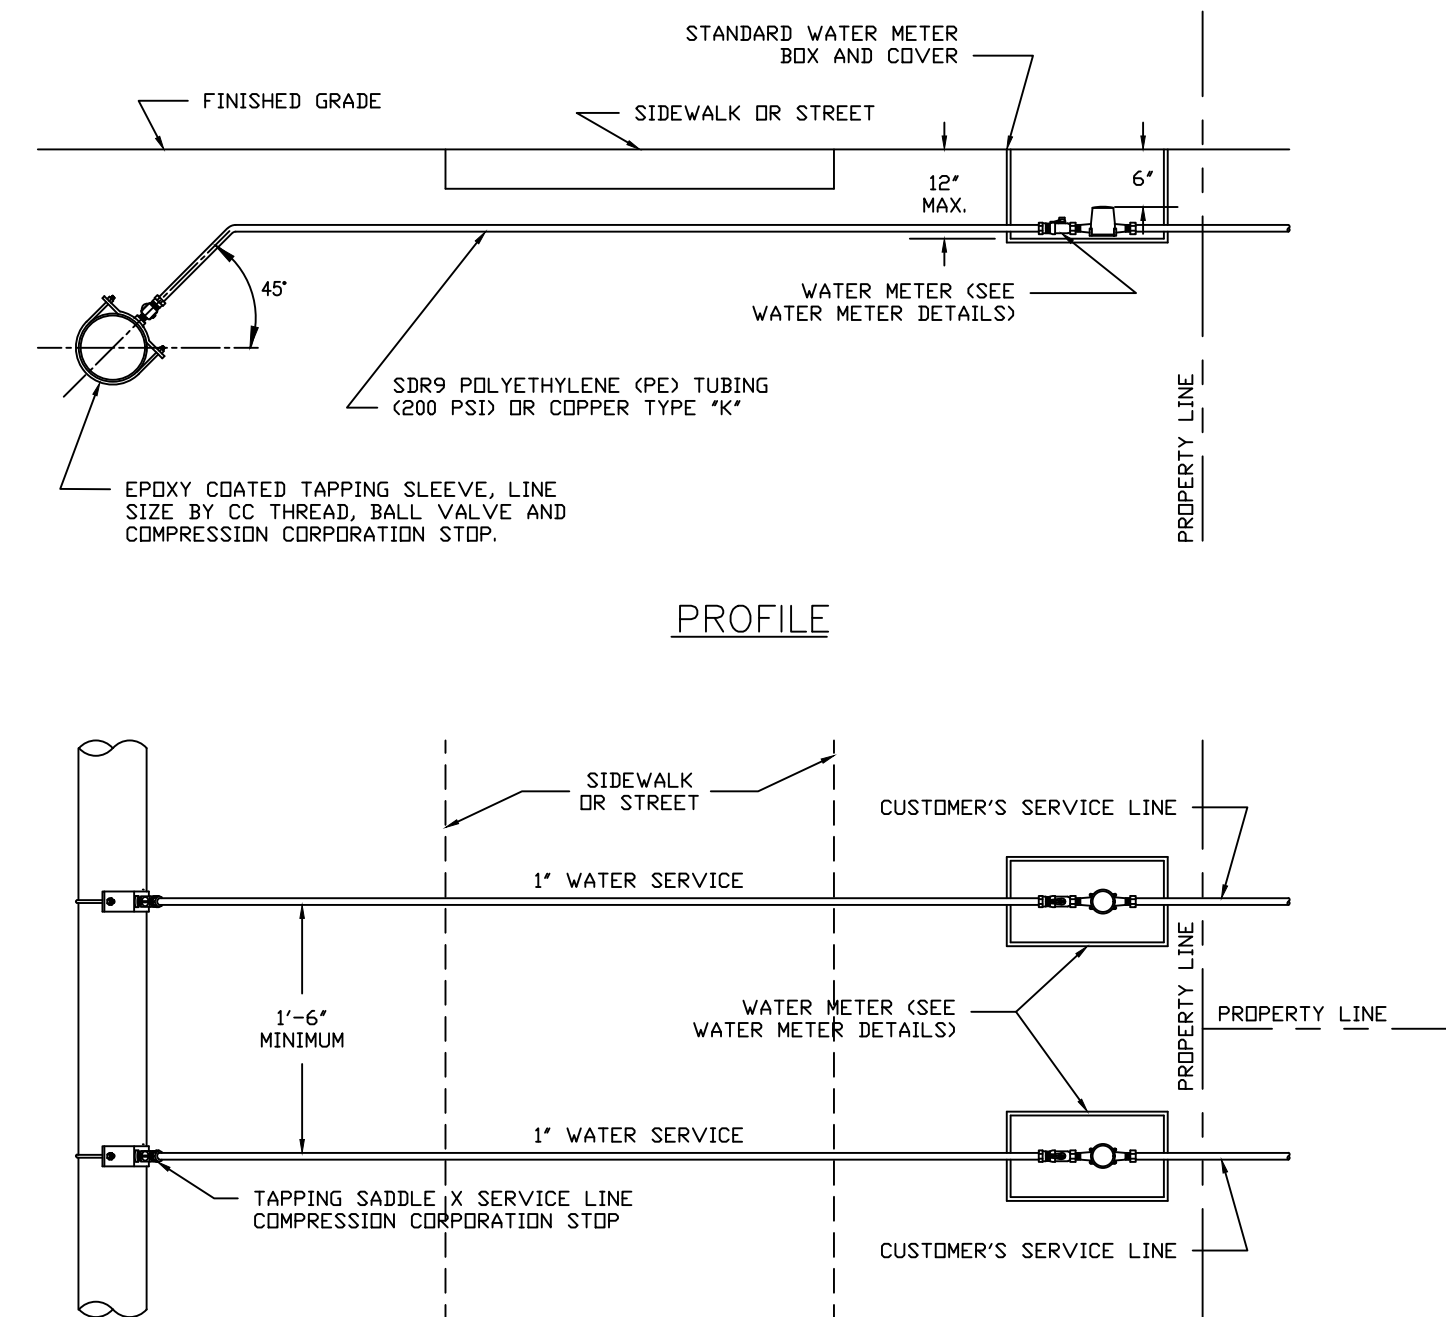 STANDARD WATER METER
BOX AND COVER
FINISHED GRADE
SIDEWALK OR STREET
12"
MAX.
6"
45°
WATER METER (SEE
WATER METER DETAILS)
SDR9 POLYETHYLENE (PE) TUBING
(200 PSI) OR COPPER TYPE "K"
PROPERTY LINE
EPOXY COATED TAPPING SLEEVE, LINE
SIZE BY CC THREAD, BALL VALVE AND
COMPRESSION CORPORATION STOP.
PROFILE
SIDEWALK
OR STREET
CUSTOMER'S SERVICE LINE
1" WATER SERVICE
PROPERTY LINE
WATER METER (SEE
WATER METER DETAILS)
PROPERTY LINE
1'-6"
MINIMUM
1" WATER SERVICE
TAPPING SADDLE X SERVICE LINE
COMPRESSION CORPORATION STOP
CUSTOMER'S SERVICE LINE